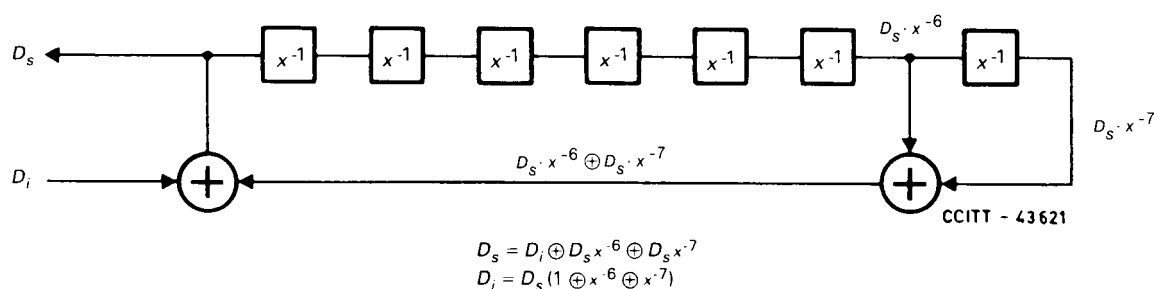 D_s · x⁻⁶
D_s x⁻¹ x⁻¹ x⁻¹ x⁻¹ x⁻¹ x⁻¹ x⁻¹
D_s · x⁻⁷
D_s · x⁻⁶ ⊕ D_s · x⁻⁷
D_i + +
CCITT - 43621
D_s = D_i ⊕ D_s x⁻⁶ ⊕ D_s x⁻⁷
D_i = D_s (1 ⊕ x⁻⁶ ⊕ x⁻⁷)